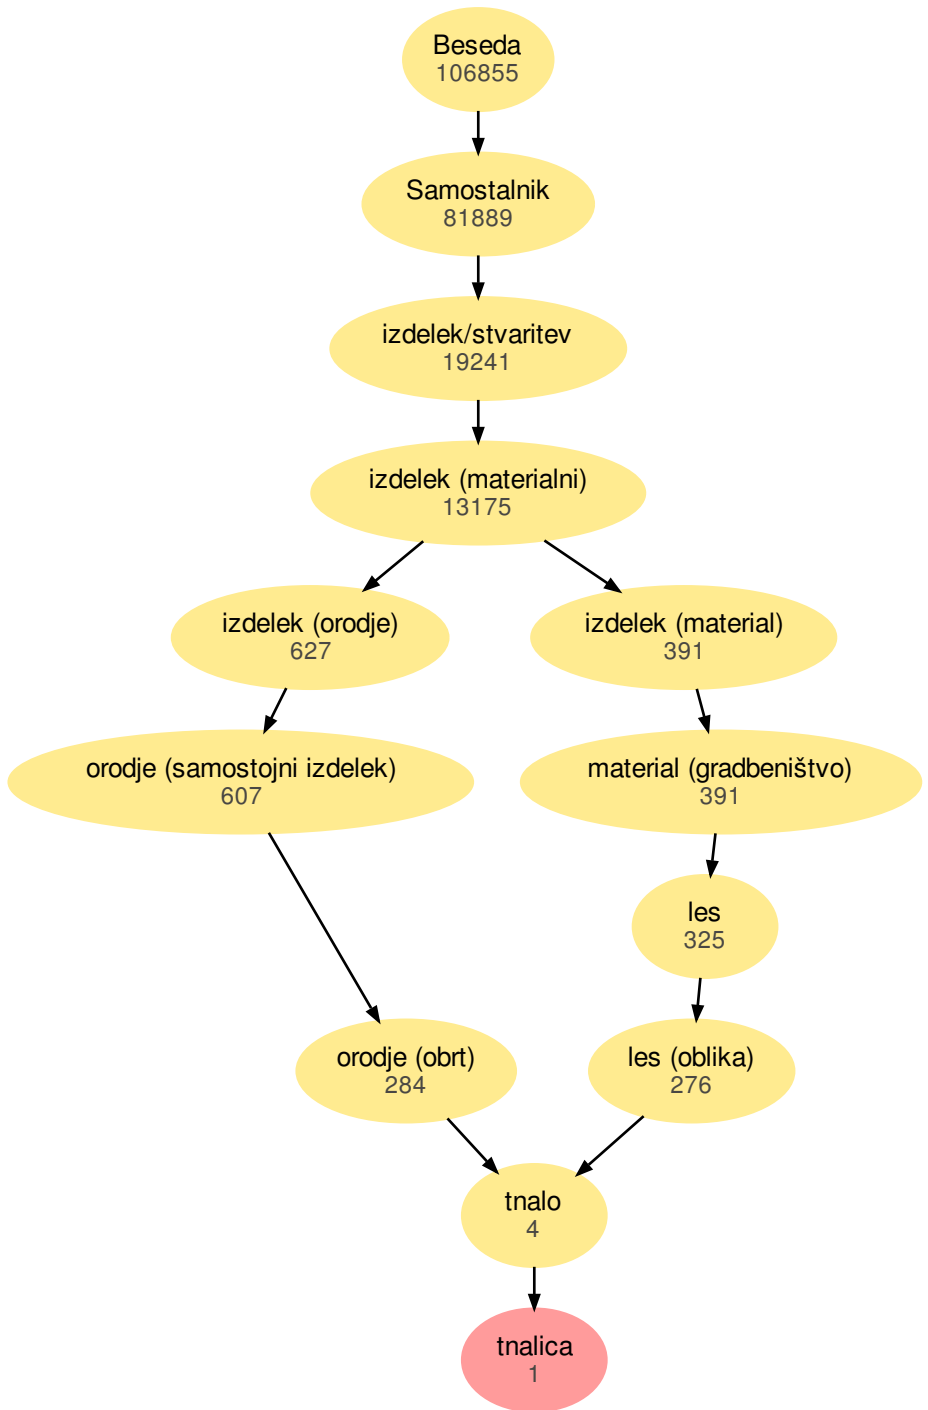 Beseda
106855
Samostalnik
81889
izdelek/stvaritev
19241
izdelek (materialni)
13175
izdelek (orodje)
627
izdelek (material)
391
orodje (samostojni izdelek)
607
material (gradbeništvo)
391
les
325
orodje (obrt)
284
les (oblika)
276
tnalo
4
tnalica
1